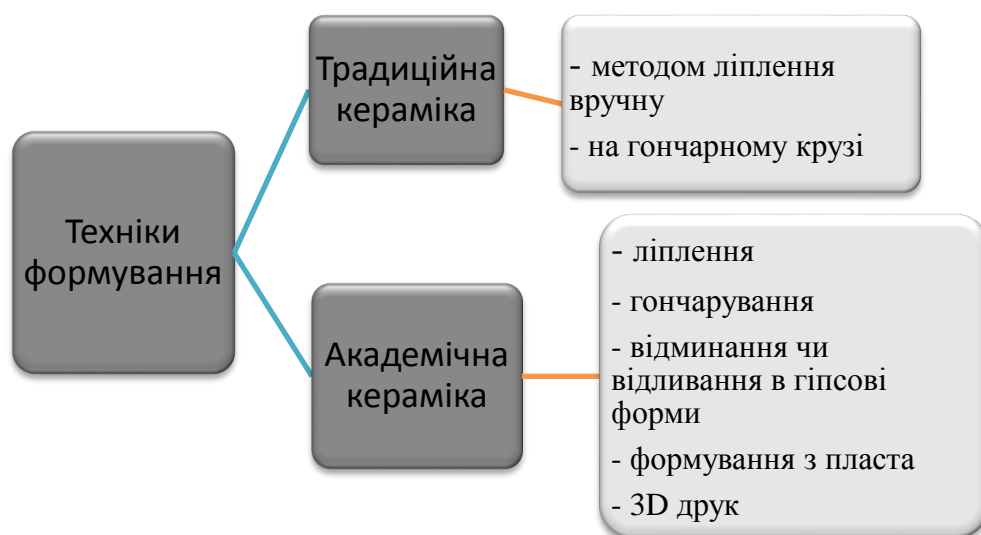 Техніки
формування
Традиційна
кераміка
- методом ліплення
вручну
- на гончарному крузі
Академічна
кераміка
- ліплення
- гончарування
- відминання чи
відливання в гіпсові
форми
- формування з пласта
- 3D друк